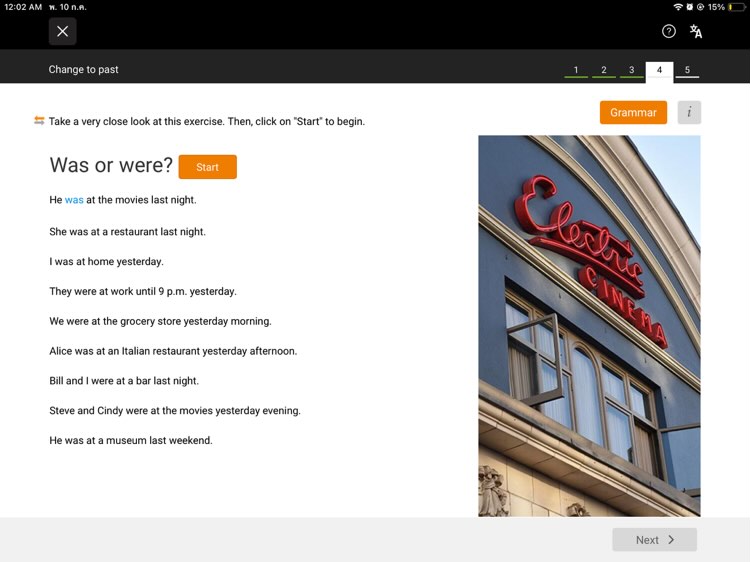 12:02 AM พ. 10 ก.ค. 15%
Change to past 1 2 3 4 5
Grammar i
Take a very close look at this exercise. Then, click on "Start" to begin.
Was or were? Start
He was at the movies last night.
She was at a restaurant last night.
I was at home yesterday.
They were at work until 9 p.m. yesterday.
We were at the grocery store yesterday morning.
Alice was at an Italian restaurant yesterday afternoon.
Bill and I were at a bar last night.
Steve and Cindy were at the movies yesterday evening.
He was at a museum last weekend.
Electric
CINEMA
Next